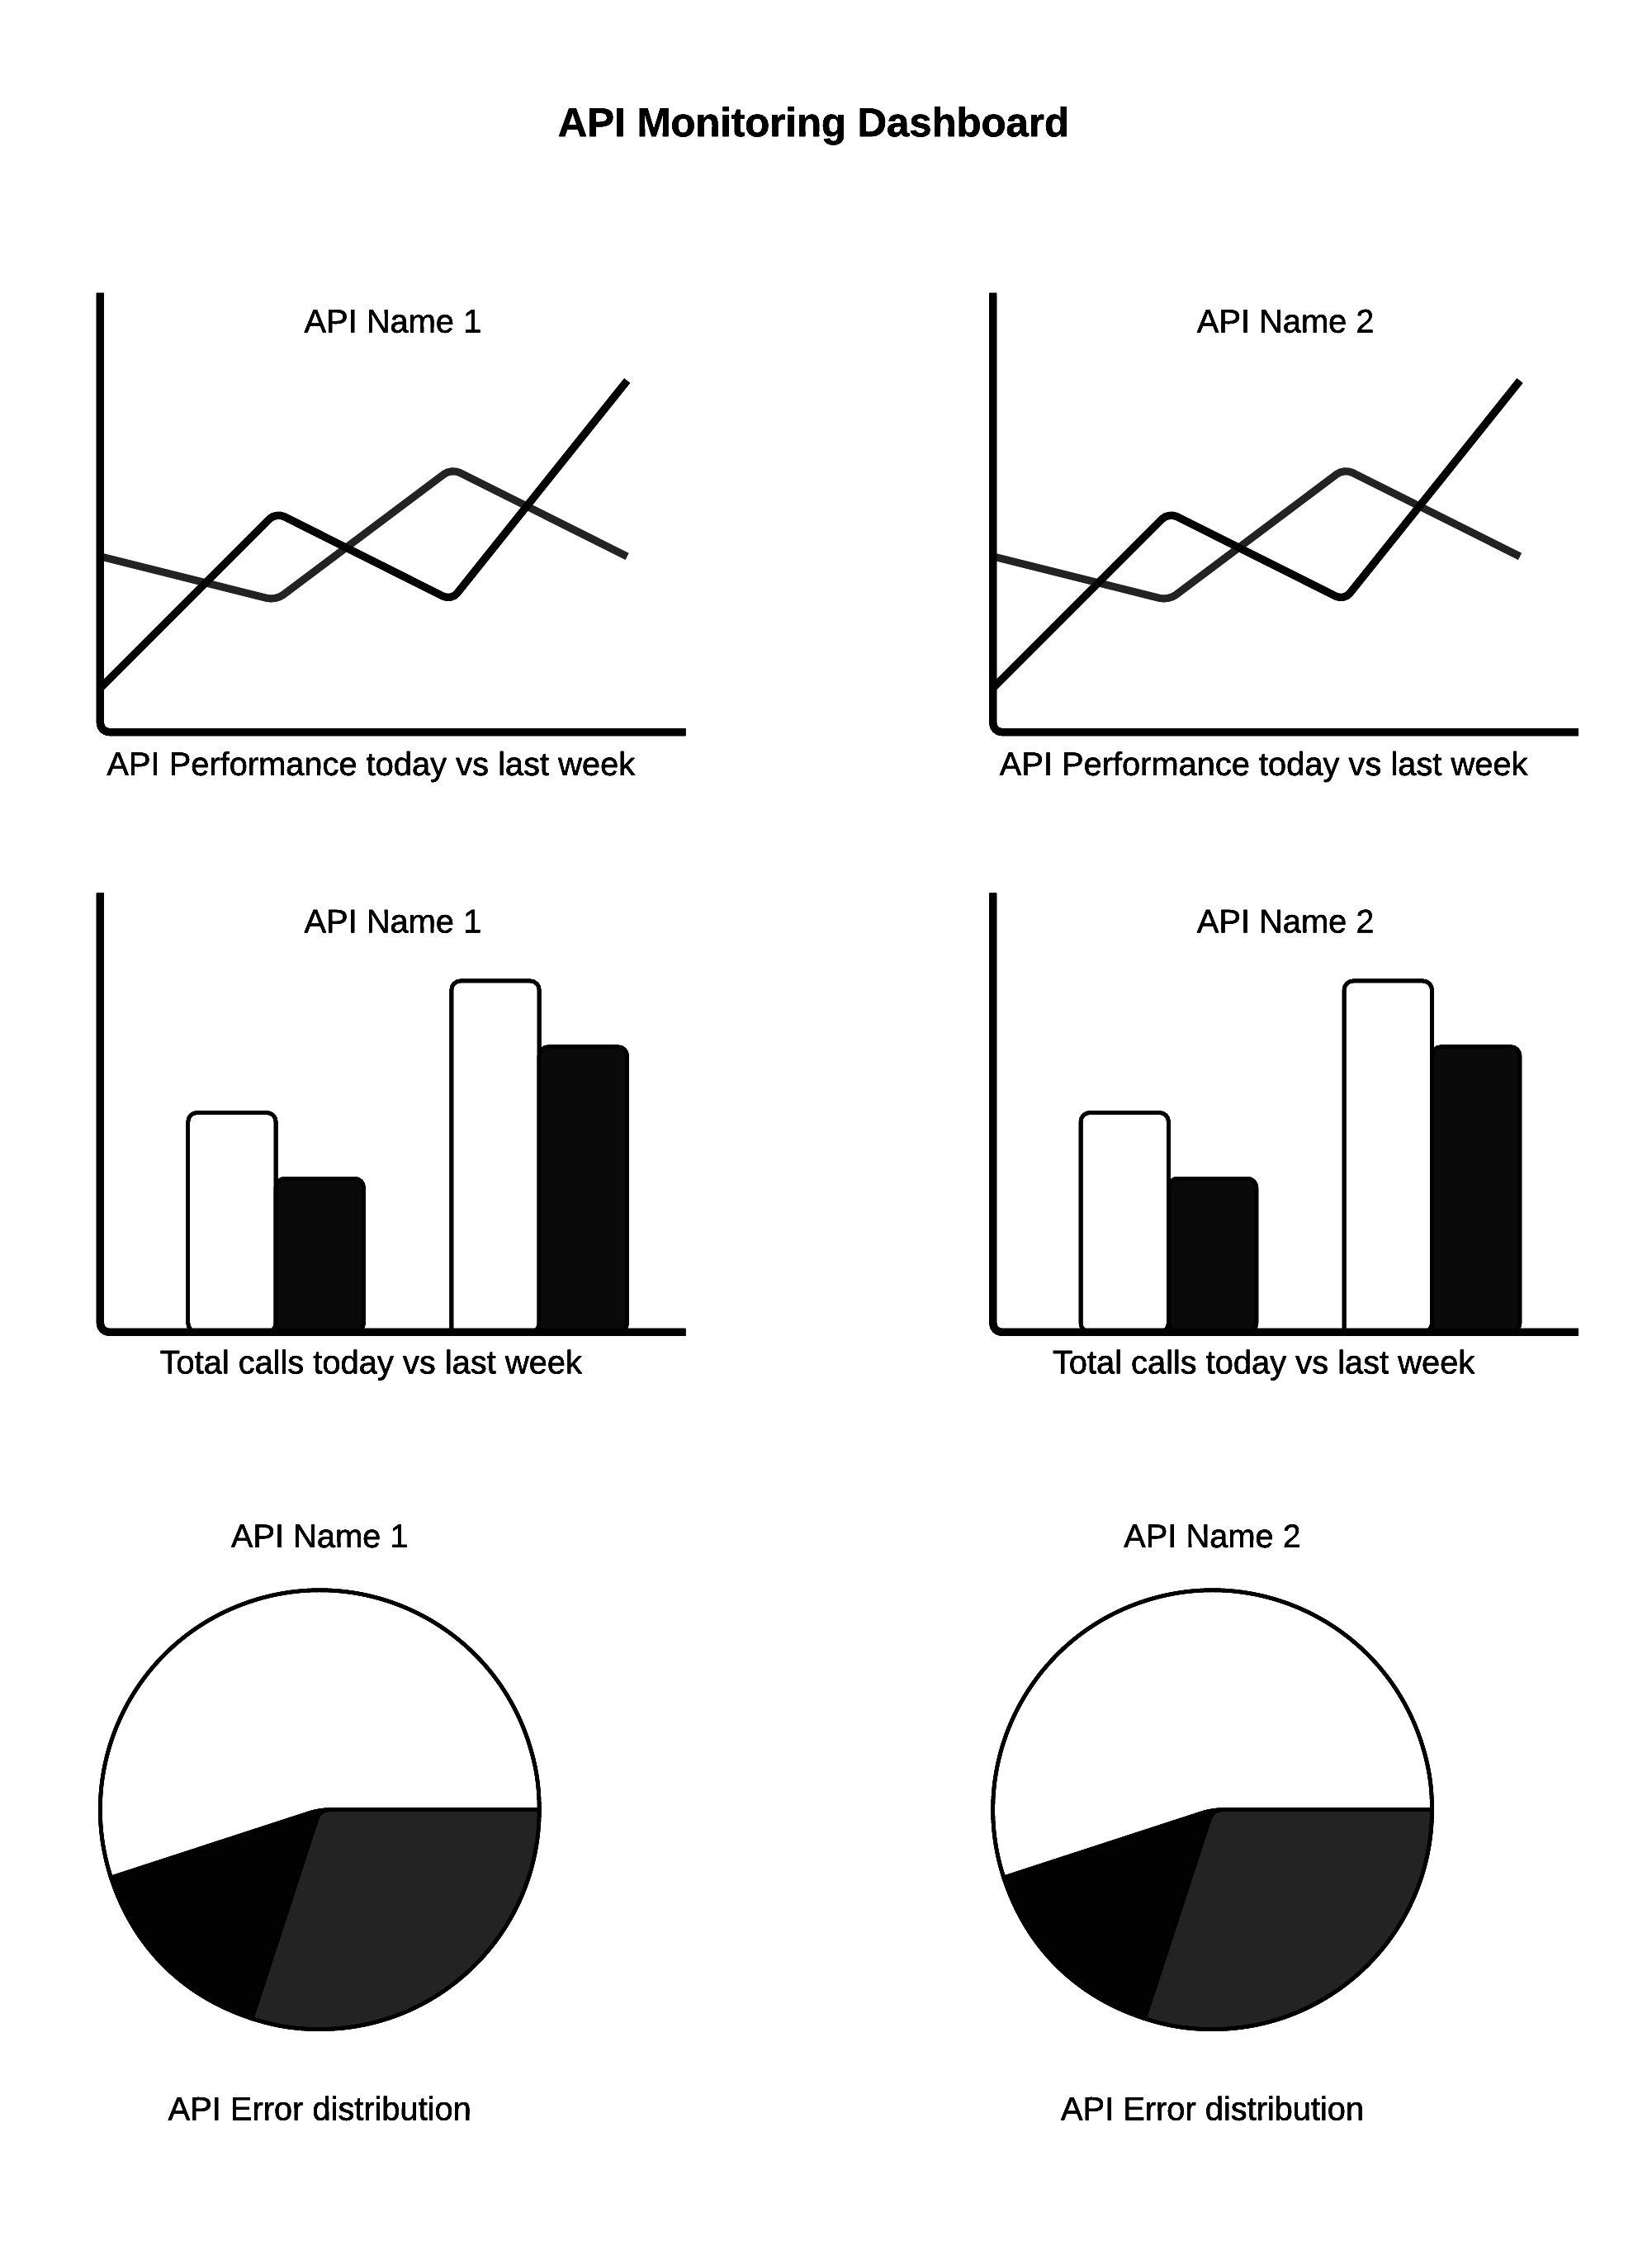 API Monitoring Dashboard
API Name 1
API Name 2
API Performance today vs last week
API Performance today vs last week
API Name 1
API Name 2
Total calls today vs last week
Total calls today vs last week
API Name 1
API Name 2
API Error distribution
API Error distribution